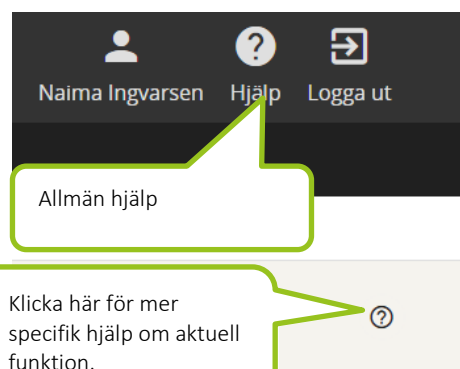 Naima Ingvarsen Hjälp Logga ut
Allmän hjälp
Klicka här för mer
specifik hjälp om aktuell
funktion.